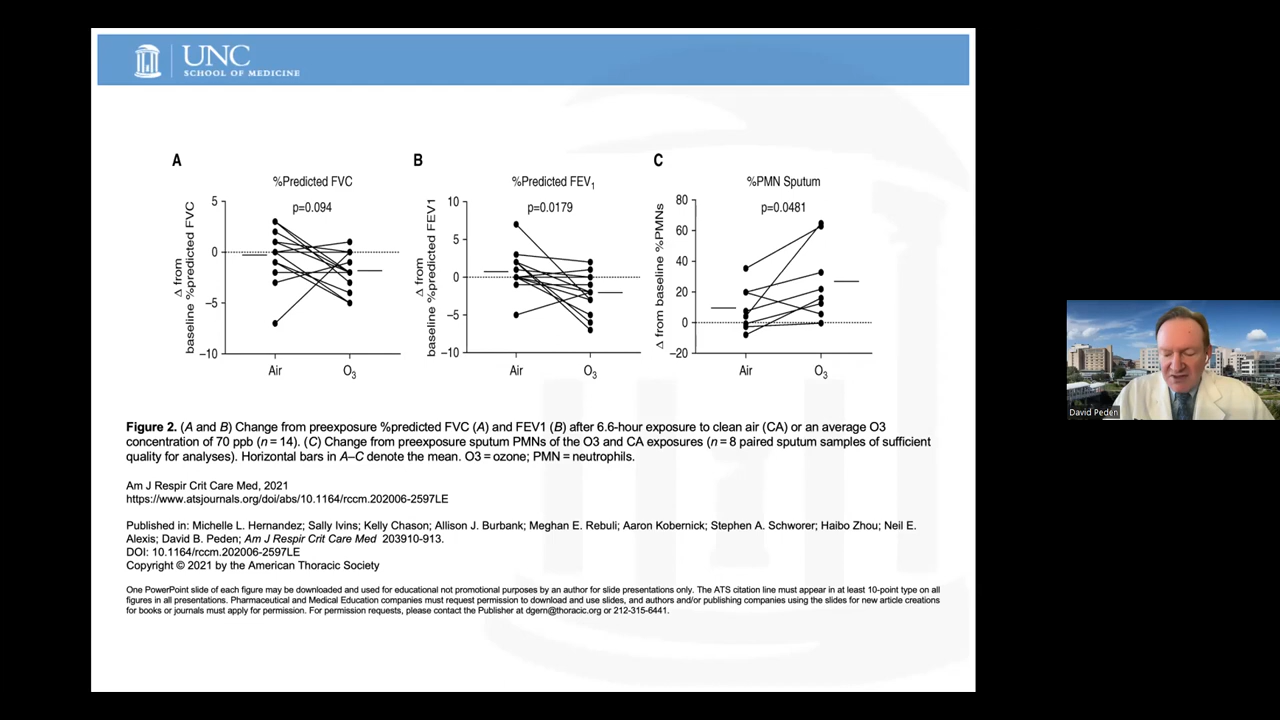 UNC
SCHOOL OF MEDICINE
A
%Predicted FVC
p=0.094
Δ from
baseline %predicted FVC
5
0
−5
−10
Air
O3
B
%Predicted FEV1
p=0.0179
Δ from
baseline %predicted FEV1
10
5
0
−5
−10
Air
O3
C
%PMN Sputum
p=0.0481
Δ from baseline %PMNs
80
60
40
20
0
−20
Air
O3
Figure 2. (A and B) Change from preexposure %predicted FVC (A) and FEV1 (B) after 6.6-hour exposure to clean air (CA) or an average O3
concentration of 70 ppb (n = 14). (C) Change from preexposure sputum PMNs of the O3 and CA exposures (n = 8 paired sputum samples of sufficient
quality for analyses). Horizontal bars in A–C denote the mean. O3 = ozone; PMN = neutrophils.
Am J Respir Crit Care Med, 2021
https://www.atsjournals.org/doi/abs/10.1164/rccm.202006-2597LE
Published in: Michelle L. Hernandez; Sally Ivins; Kelly Chason; Allison J. Burbank; Meghan E. Rebuli; Aaron Kobernick; Stephen A. Schworer; Haibo Zhou; Neil E.
Alexis; David B. Peden; Am J Respir Crit Care Med 203910-913.
DOI: 10.1164/rccm.202006-2597LE
Copyright © 2021 by the American Thoracic Society
One PowerPoint slide of each figure may be downloaded and used for educational not promotional purposes by an author for slide presentations only. The ATS citation line must appear in at least 10-point type on all
figures in all presentations. Pharmaceutical and Medical Education companies must request permission to download and use slides, and authors and/or publishing companies using the slides for new article creations
for books or journals must apply for permission. For permission requests, please contact the Publisher at dgern@thoracic.org or 212-315-6441.
David Peden